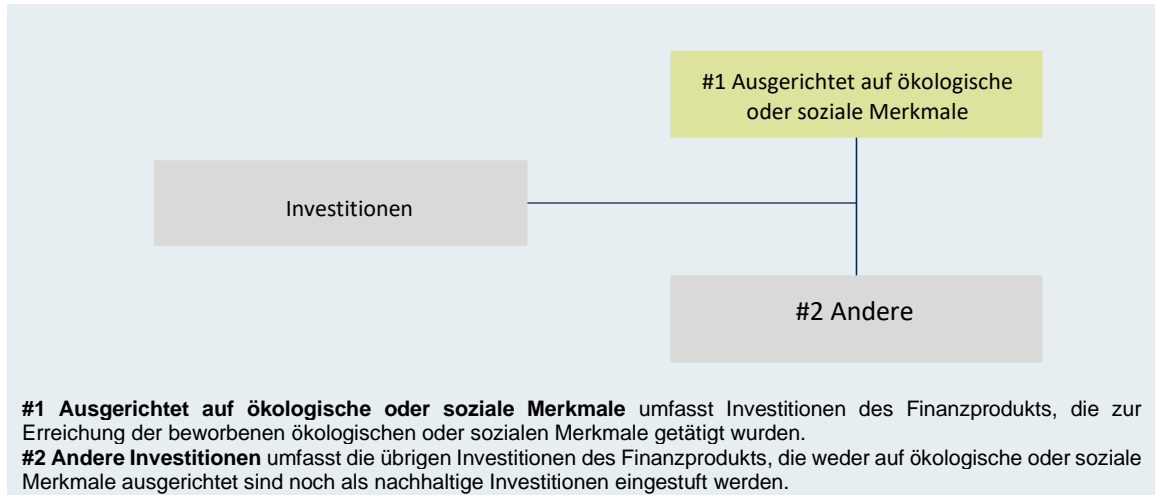 #1 Ausgerichtet auf ökologische
oder soziale Merkmale
Investitionen
#2 Andere
#1 Ausgerichtet auf ökologische oder soziale Merkmale umfasst Investitionen des Finanzprodukts, die zur
Erreichung der beworbenen ökologischen oder sozialen Merkmale getätigt wurden.
#2 Andere Investitionen umfasst die übrigen Investitionen des Finanzprodukts, die weder auf ökologische oder soziale
Merkmale ausgerichtet sind noch als nachhaltige Investitionen eingestuft werden.